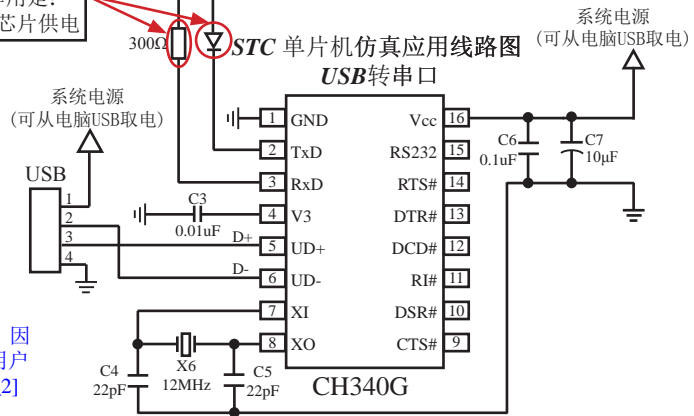 芯片供电
300Ω
STC 单片机仿真应用线路图
USB转串口
系统电源
(可从电脑USB取电)
系统电源
(可从电脑USB取电)
USB
1
2
3
4
1 GND
2 TxD
3 RxD
4 V3
5 UD+
6 UD-
7 XI
8 XO
Vcc 16
RS232 15
RTS# 14
DTR# 13
DCD# 12
RI# 11
DSR# 10
CTS# 9
C3
0.01uF
D+
D-
C6
0.1uF
C7
10μF
X6
12MHz
C4
22pF
C5
22pF
CH340G
因
用户
2]